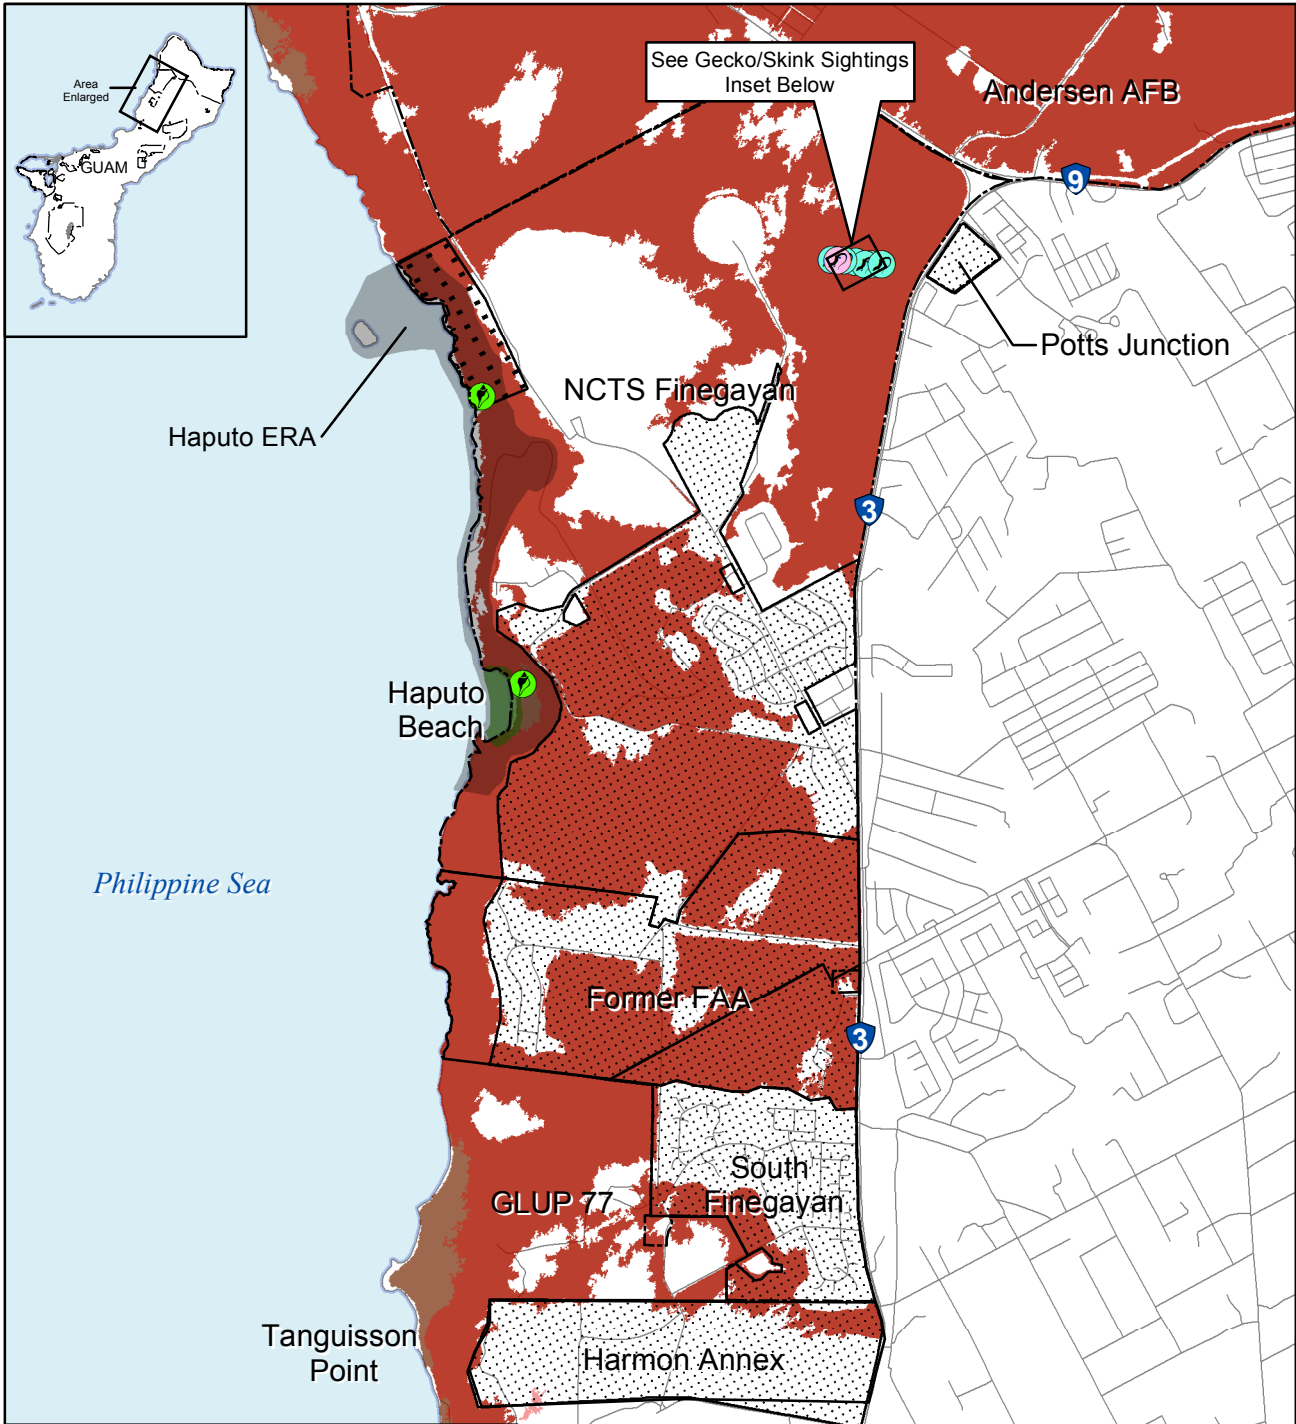 Area
Enlarged
GUAM
See Gecko/Skink Sightings
Inset Below
Andersen AFB
9
Potts Junction
NCTS Finegayan
Haputo ERA
3
Haputo
Beach
Philippine Sea
Former FAA
3
South
Finegayan
GLUP 77
Tanguisson
Point
Harmon Annex